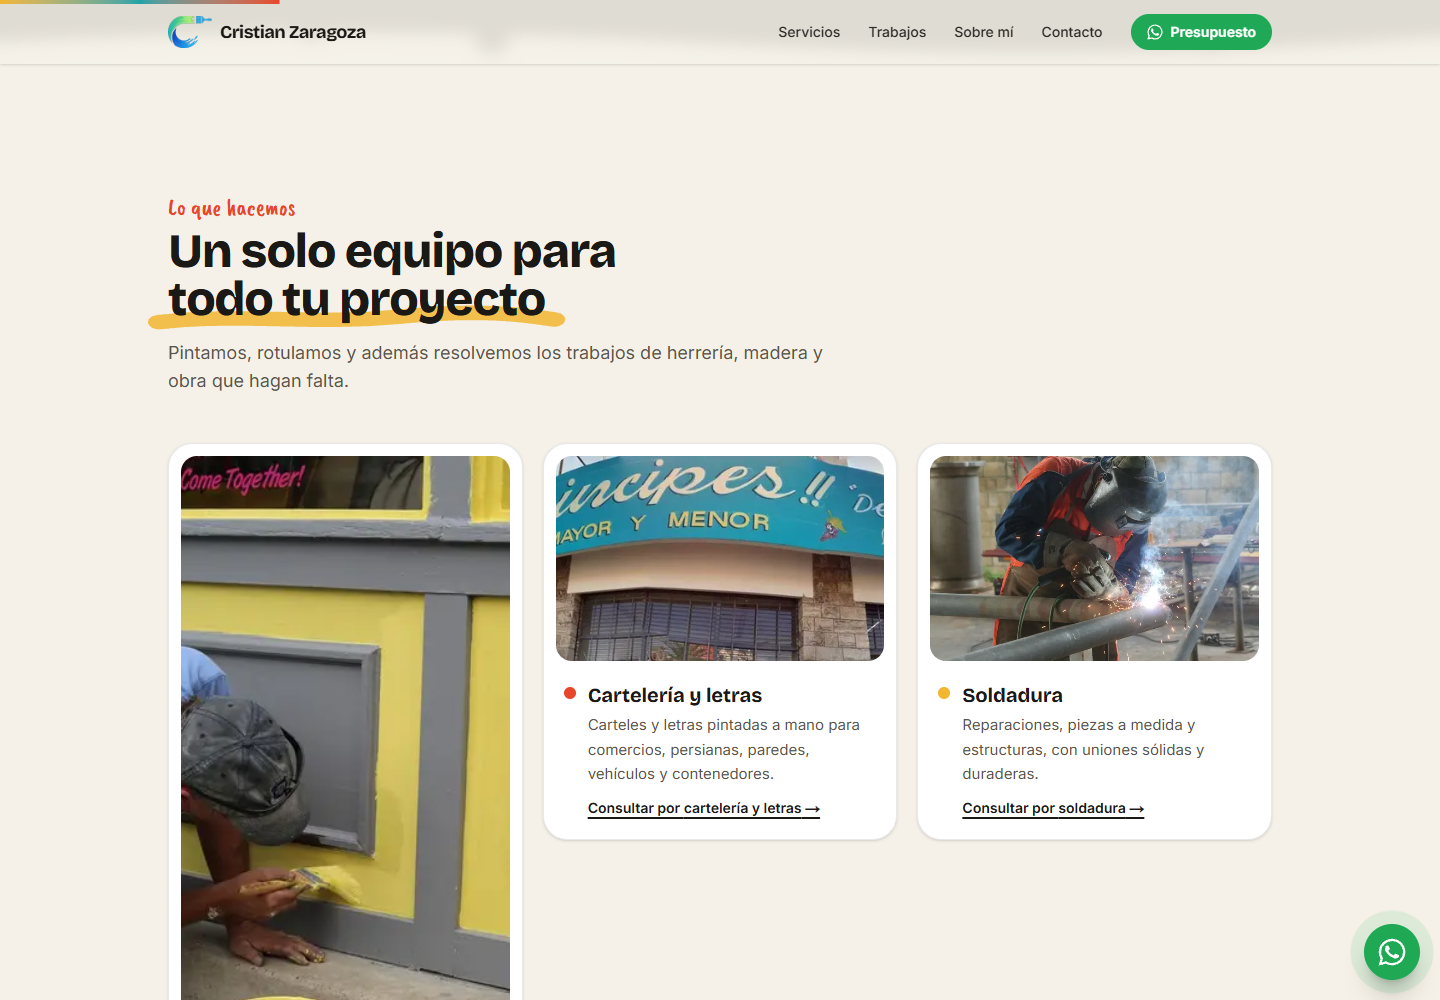 Cristian Zaragoza
Servicios
Trabajos
Sobre mí
Contacto
Presupuesto
Lo que hacemos
Un solo equipo para
todo tu proyecto
Pintamos, rotulamos y además resolvemos los trabajos de herrería, madera y
obra que hagan falta.
Come Together!
incipes!! "De
MAYOR Y MENOR
Cartelería y letras
Carteles y letras pintadas a mano para
comercios, persianas, paredes,
vehículos y contenedores.
Consultar por cartelería y letras →
Soldadura
Reparaciones, piezas a medida y
estructuras, con uniones sólidas y
duraderas.
Consultar por soldadura →